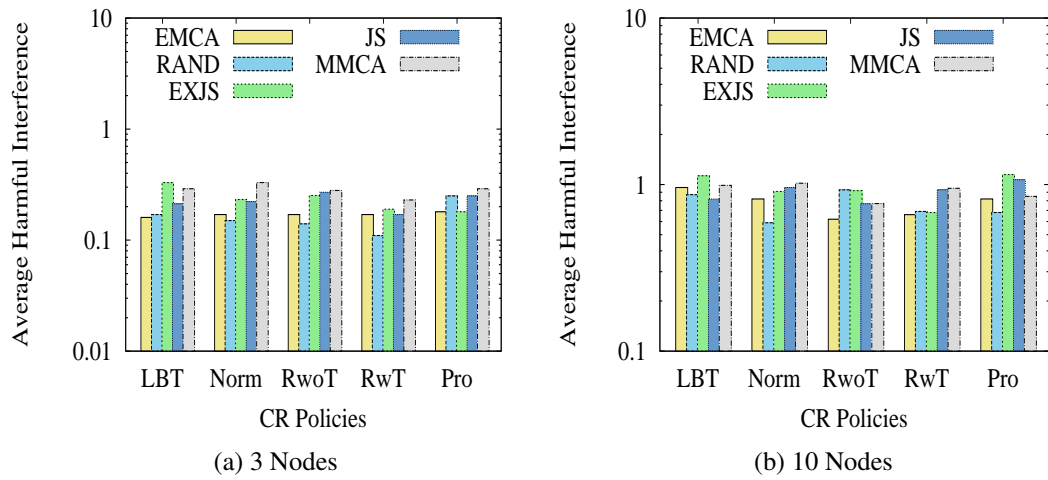 Average Harmful Interference
10
1
0.1
0.01
EMCA
RAND
EXJS
JS
MMCA
LBT Norm RwoT RwT Pro
CR Policies
(a) 3 Nodes
Average Harmful Interference
10
1
0.1
EMCA
RAND
EXJS
JS
MMCA
LBT Norm RwoT RwT Pro
CR Policies
(b) 10 Nodes